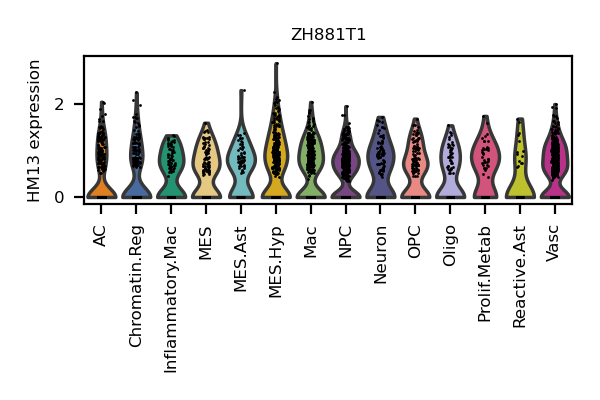 ZH881T1
HM13 expression
2
0
AC
Chromatin.Reg
Inflammatory.Mac
MES
MES.Ast
MES.Hyp
Mac
NPC
Neuron
OPC
Oligo
Prolif.Metab
Reactive.Ast
Vasc